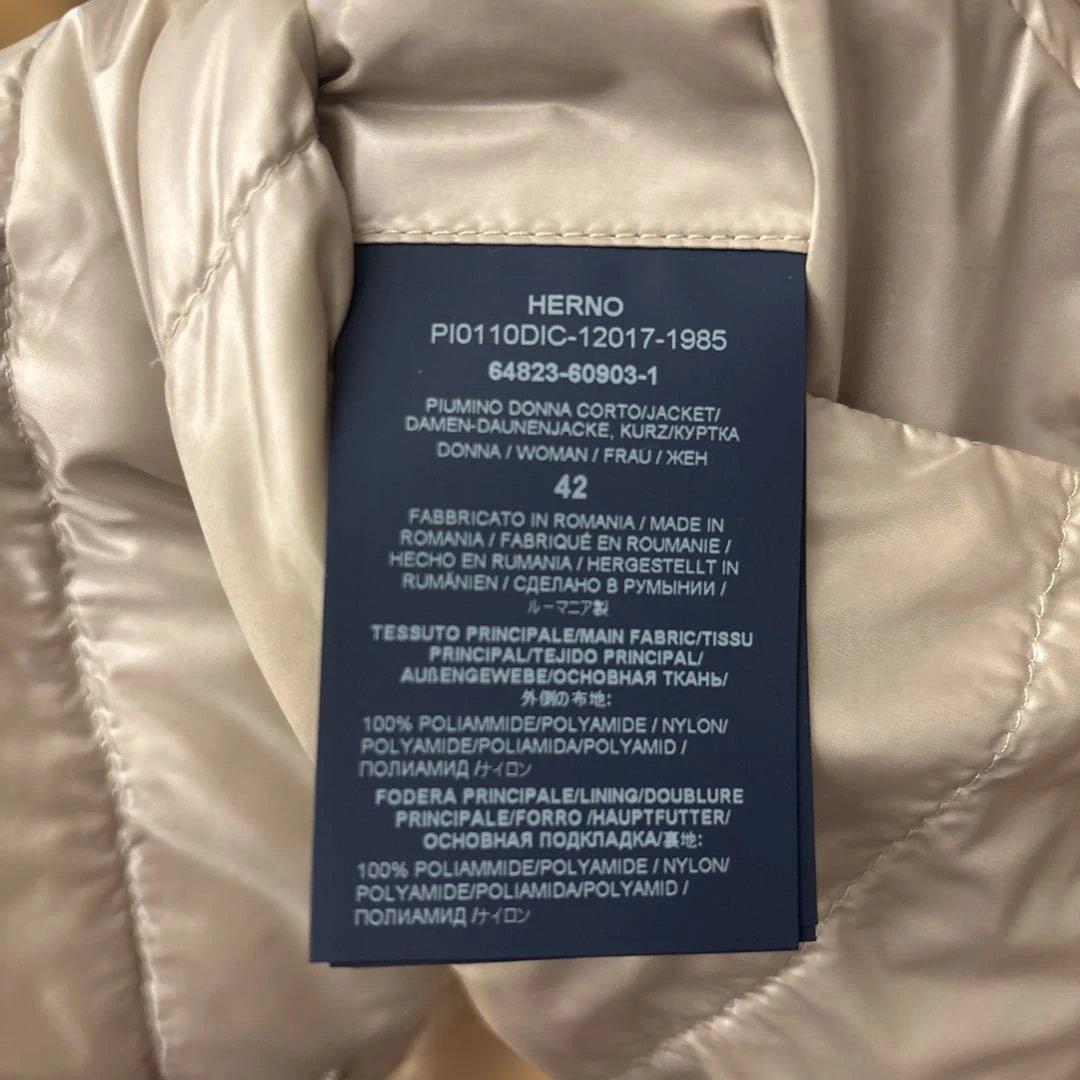 HERNO
PI0110DIC-12017-1985
64823-60903-1
PIUMINO DONNA CORTO/JACKET/
DAMEN-DAUNENJACKE, KURZ/КУРТКА
DONNA / WOMAN / FRAU / ЖЕН
42
FABBRICATO IN ROMANIA / MADE IN
ROMANIA / FABRIQUÉ EN ROUMANIE /
HECHO EN RUMANIA / HERGESTELLT IN
RUMÄNIEN / СДЕЛАНО В РУМЫНИИ /
ルーマニア製
TESSUTO PRINCIPALE/MAIN FABRIC/TISSU
PRINCIPAL/TEJIDO PRINCIPAL/
AUßENGEWEBE/ОСНОВНАЯ ТКАНЬ/
外側の布地:
100% POLIAMMIDE/POLYAMIDE / NYLON/
POLYAMIDE/POLIAMIDA/POLYAMID /
ПОЛИАМИД /ナイロン
FODERA PRINCIPALE/LINING/DOUBLURE
PRINCIPALE/FORRO /HAUPTFUTTER/
ОСНОВНАЯ ПОДКЛАДКА/裏地:
100% POLIAMMIDE/POLYAMIDE / NYLON/
POLYAMIDE/POLIAMIDA/POLYAMID /
ПОЛИАМИД /ナイロン